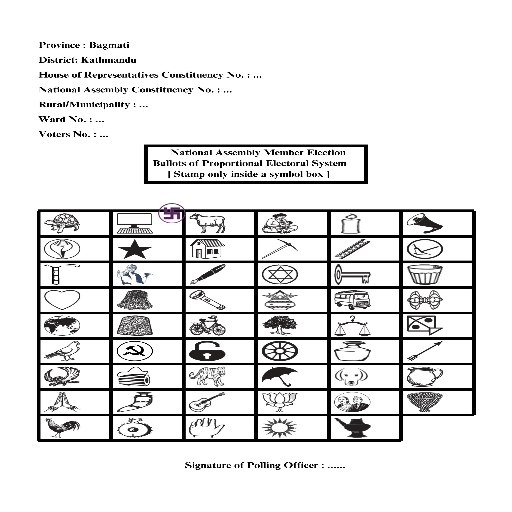 Province : Bagmati
District: Kathmandu
House of Representatives Constituency No. : ...
National Assembly Constituency No. : ...
Rural/Municipality : ...
Ward No. : ...
Voters No. : ...
National Assembly Member Election
Ballots of Proportional Electoral System
[ Stamp only inside a symbol box ]
Signature of Polling Officer : ......